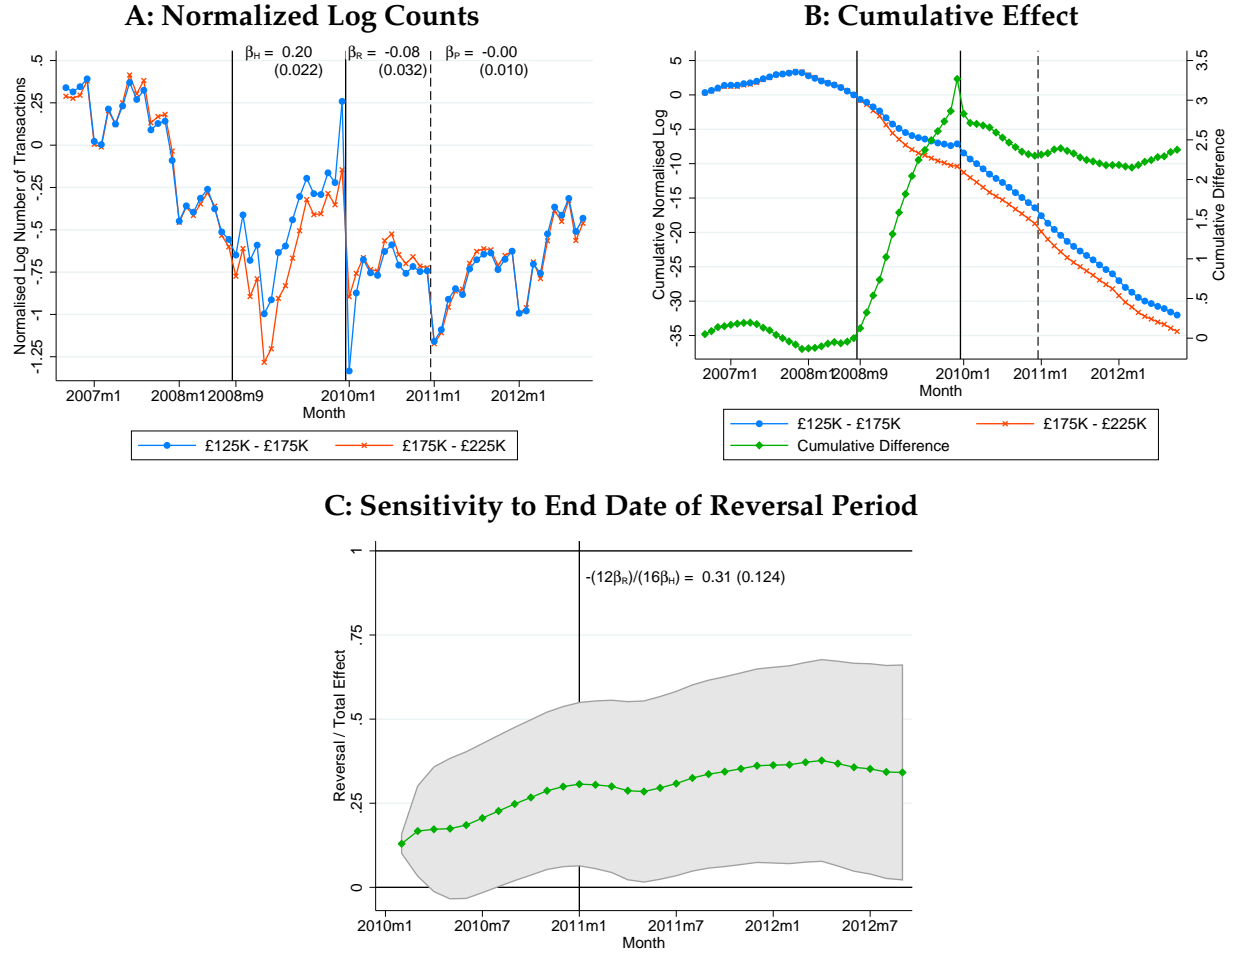 A: Normalized Log Counts
βH = 0.20
(0.022)
βR = -0.08
(0.032)
βP = -0.00
(0.010)
Normalised Log Number of Transactions
.5
.25
0
-.25
-.5
-.75
-1
-1.25
2007m1
2008m1
2008m9
2010m1
2011m1
2012m1
Month
£125K - £175K
£175K - £225K
B: Cumulative Effect
Cumulative Normalised Log
5
0
-5
-10
-15
-20
-25
-30
-35
3.5
3
2.5
2
1.5
1
.5
0
Cumulative Difference
2007m1
2008m1
2008m9
2010m1
2011m1
2012m1
Month
£125K - £175K
£175K - £225K
Cumulative Difference
C: Sensitivity to End Date of Reversal Period
-(12βR)/(16βH) = 0.31 (0.124)
Reversal / Total Effect
1
.75
.5
.25
0
2010m1
2010m7
2011m1
2011m7
2012m1
2012m7
Month